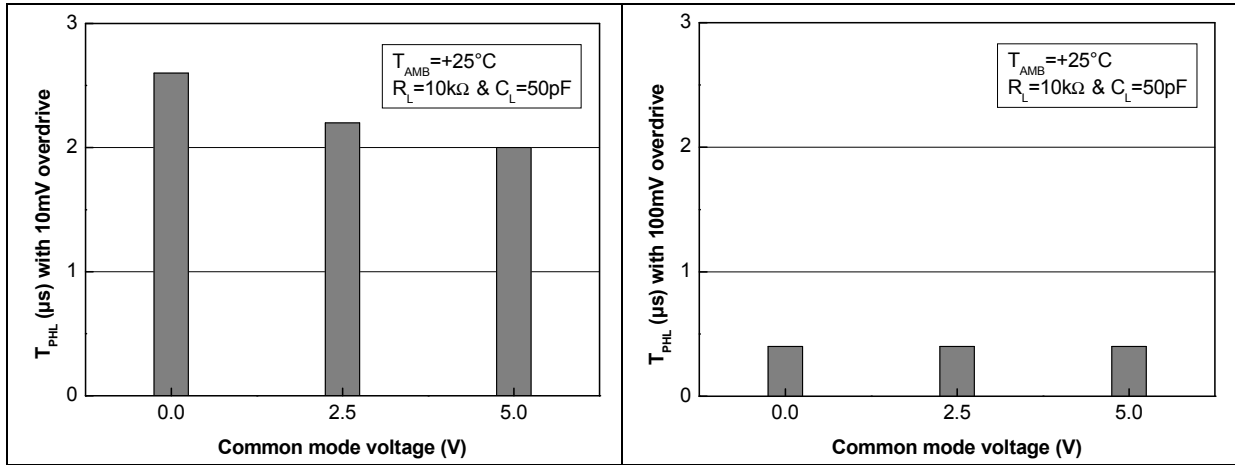 T_PHL (µs) with 10mV overdrive
3
2
1
0
T_AMB=+25°C
R_L=10kΩ & C_L=50pF
0.0 2.5 5.0
Common mode voltage (V)
T_PHL (µs) with 100mV overdrive
3
2
1
0
T_AMB=+25°C
R_L=10kΩ & C_L=50pF
0.0 2.5 5.0
Common mode voltage (V)